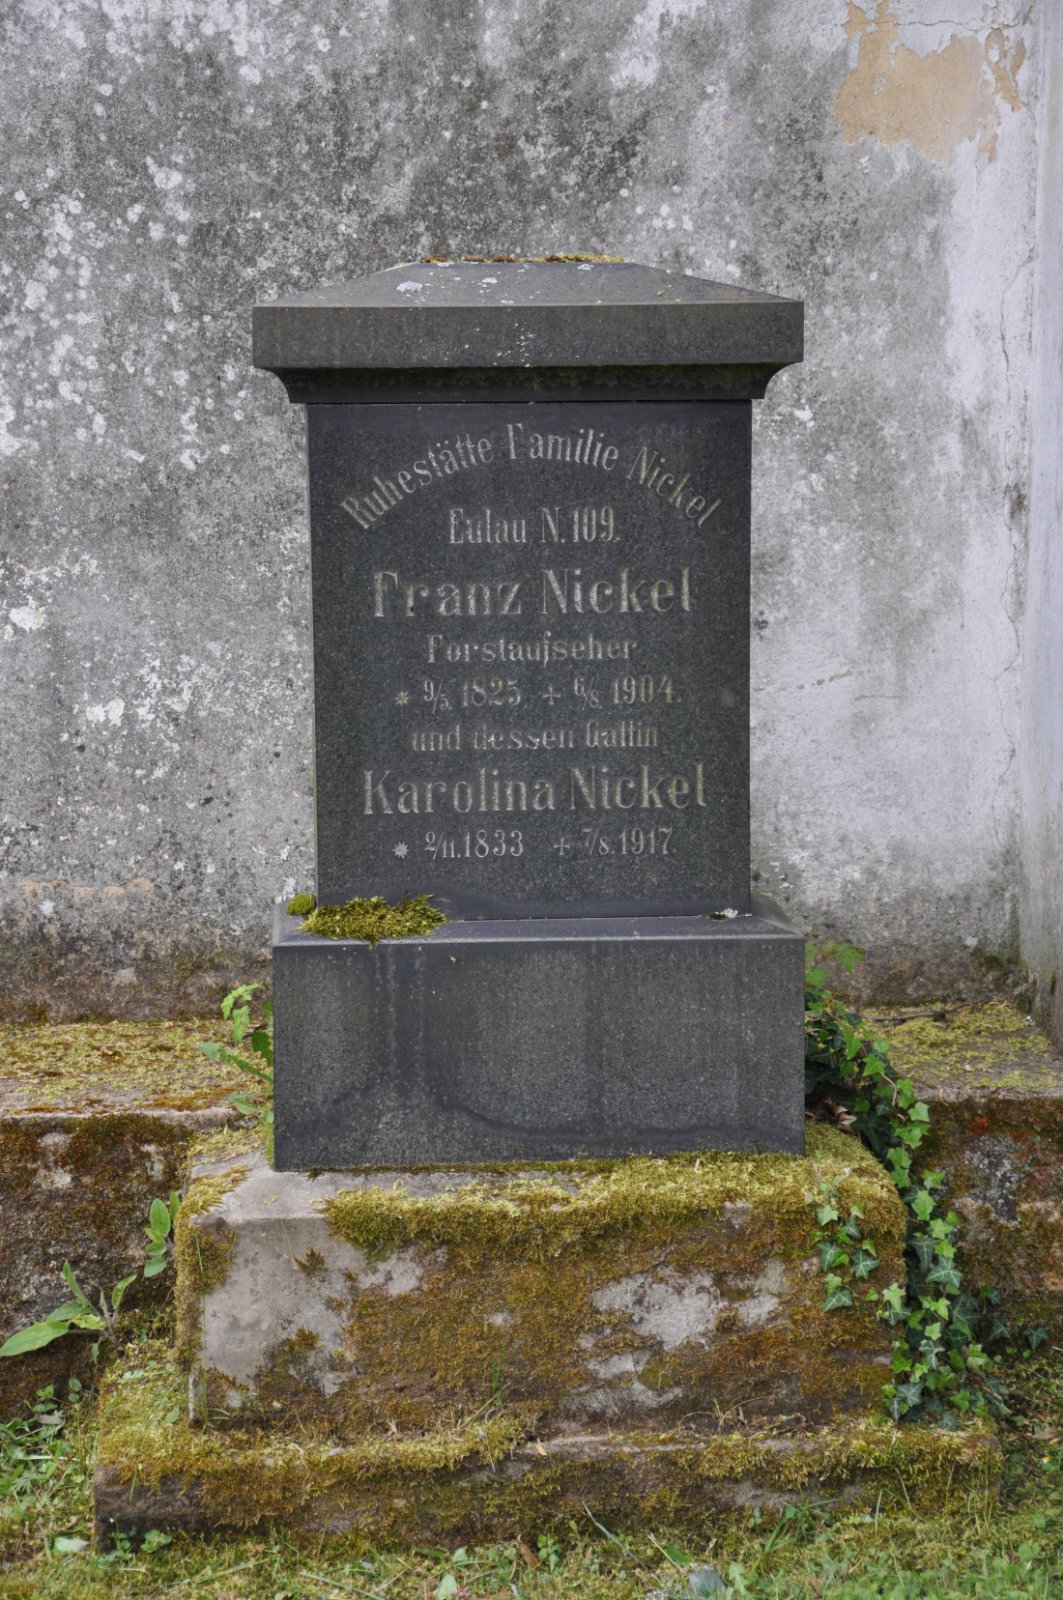 Ruhestätte Familie Nickel
Eulau N. 109.
Franz Nickel
Forstaufseher
* 9/5. 1825, + 6/8. 1904.
und dessen Gattin
Karolina Nickel
* 2/11. 1833 + 7/8. 1917.